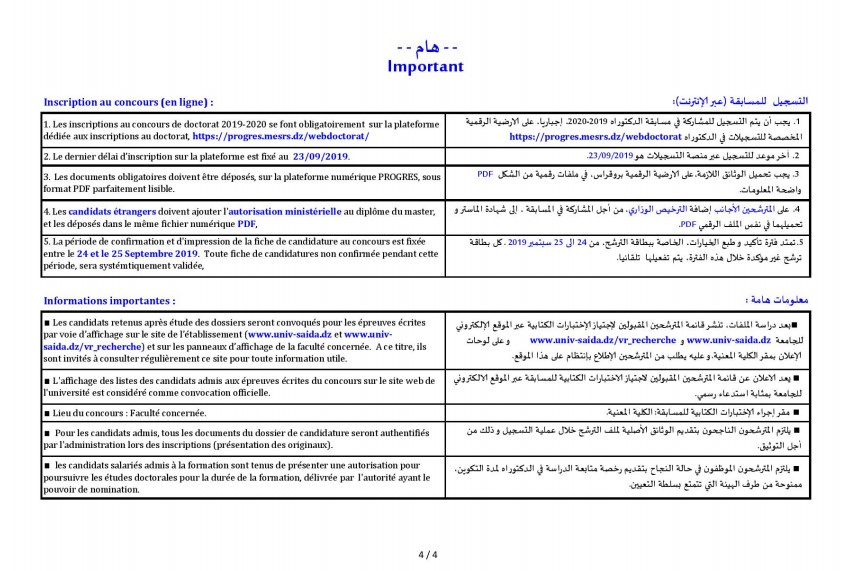 -- هام --
Important
Inscription au concours (en ligne) :
التسجيل للمسابقة (عبر الإنترنت):
1. Les inscriptions au concours de doctorat 2019-2020 se font obligatoirement sur la plateforme
dédiée aux inscriptions au doctorat, https://progres.mesrs.dz/webdoctorat/
1. يجب أن يتم التسجيل للمشاركة في مسابقة الدكتوراه 2019-2020، إجباريا، على الارضية الرقمية
المخصصة للتسجيلات في الدكتوراه https://progres.mesrs.dz/webdoctorat
2. Le dernier délai d'inscription sur la plateforme est fixé au 23/09/2019.
2. آخر موعد للتسجيل عبر منصة التسجيلات هو 23/09/2019.
3. Les documents obligatoires doivent être déposés, sur la plateforme numérique PROGRES, sous
format PDF parfaitement lisible.
3. يجب تحميل الوثائق اللازمة، على الارضية الرقمية بروقراس، في ملفات رقمية من الشكل PDF
واضحة المعلومات.
4. Les candidats étrangers doivent ajouter l'autorisation ministérielle au diplôme du master,
et les déposés dans le même fichier numérique PDF,
4. على المترشحين الأجانب إضافة الترخيص الوزاري، من أجل المشاركة في المسابقة ، إلى شهادة الماستر و
تحميلهما في نفس الملف الرقمي PDF.
5. La période de confirmation et d'impression de la fiche de candidature au concours est fixée
entre le 24 et le 25 Septembre 2019. Toute fiche de candidatures non confirmée pendant cette
période, sera systémtiquement validée,
5. تمتد فترة تأكيد و طبع الخيارات، الخاصة ببطاقة الترشح، من 24 الى 25 سبتمبر 2019 . كل بطاقة
ترشح غير مؤكدة خلال هذه الفترة، يتم تفعيلها تلقائيا.
Informations importantes :
معلومات هامة :
▪ Les candidats retenus après étude des dossiers seront convoqués pour les épreuves écrites
par voie d'affichage sur le site de l'établissement (www.univ-saida.dz et www.univ-
saida.dz/vr_recherche) et sur les panneaux d'affichage de la faculté concernée. A ce titre, ils
sont invités à consulter régulièrement ce site pour toute information utile.
▪بعد دراسة الملفات، تنشر قائمة المترشحين المقبولين لإجتياز الإختبارات الكتابية عبر الموقع الإلكتروني
للجامعة www.univ-saida.dz و www.univ-saida.dz/vr_recherche و على لوحات
الإعلان بمقر الكلية المعنية. و عليه يطلب من المترشحين الإطلاع بإنتظام على هذا الموقع.
▪ L'affichage des listes des candidats admis aux épreuves écrites du concours sur le site web de
l'université est considéré comme convocation officielle.
▪ يعد الاعلان عن قائمة المترشحين المقبولين لاجتياز الاختبارات الكتابية للمسابقة عبر الموقع الالكتروني
للجامعة بمثابة استدعاء رسمي.
▪ Lieu du concours : Faculté concernée.
▪ مقر إجراء الإختبارات الكتابية للمسابقة: الكلية المعنية.
▪ Pour les candidats admis, tous les documents du dossier de candidature seront authentifiés
par l'administration lors des inscriptions (présentation des originaux).
▪ يلتزم المترشحون الناجحون بتقديم الوثائق الأصلية لملف الترشح خلال عملية التسجيل و ذلك من
أجل التوثيق.
▪ les candidats salariés admis à la formation sont tenus de présenter une autorisation pour
poursuivre les études doctorales pour la durée de la formation, délivrée par l'autorité ayant le
pouvoir de nomination.
▪ يلتزم المترشحون الموظفون في حالة النجاح بتقديم رخصة متابعة الدراسة في الدكتوراه لمدة التكوين،
ممنوحة من طرف الهيئة التي تتمتع بسلطة التعيين.
4 / 4